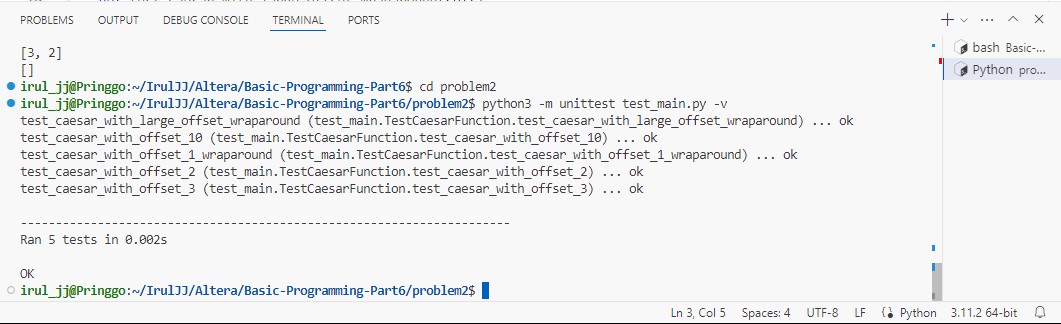 PROBLEMS OUTPUT DEBUG CONSOLE TERMINAL PORTS
[3, 2]
[]
irul_jj@Pringgo:~/IrulJJ/Altera/Basic-Programming-Part6$ cd problem2
irul_jj@Pringgo:~/IrulJJ/Altera/Basic-Programming-Part6/problem2$ python3 -m unittest test_main.py -v
test_caesar_with_large_offset_wraparound (test_main.TestCaesarFunction.test_caesar_with_large_offset_wraparound) ... ok
test_caesar_with_offset_10 (test_main.TestCaesarFunction.test_caesar_with_offset_10) ... ok
test_caesar_with_offset_1_wraparound (test_main.TestCaesarFunction.test_caesar_with_offset_1_wraparound) ... ok
test_caesar_with_offset_2 (test_main.TestCaesarFunction.test_caesar_with_offset_2) ... ok
test_caesar_with_offset_3 (test_main.TestCaesarFunction.test_caesar_with_offset_3) ... ok
----------------------------------------------------------------------
Ran 5 tests in 0.002s
OK
irul_jj@Pringgo:~/IrulJJ/Altera/Basic-Programming-Part6/problem2$
bash Basic-...
Python pro...
Ln 3, Col 5 Spaces: 4 UTF-8 LF Python 3.11.2 64-bit